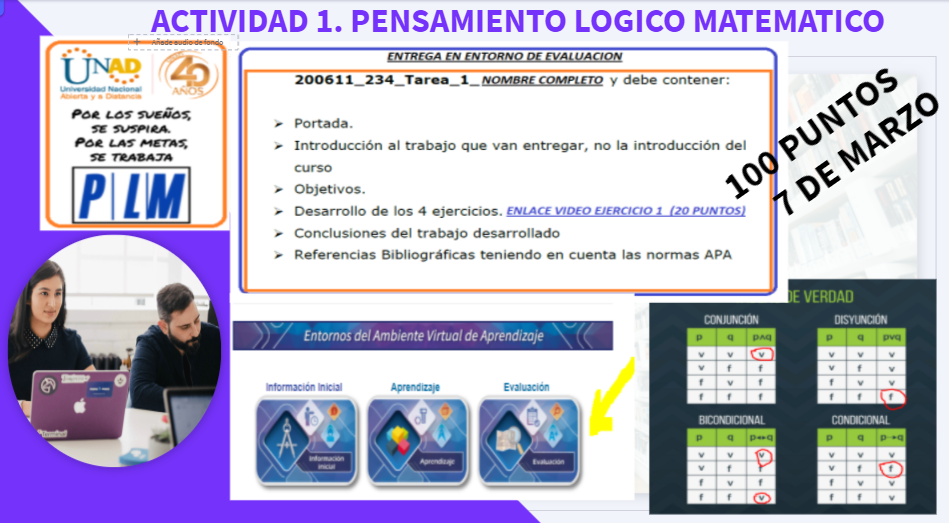 ACTIVIDAD 1. PENSAMIENTO LOGICO MATEMATICO
Añade audio de fondo
UNAD
Universidad Nacional
Abierta y a Distancia
40
AÑOS
POR LOS SUEÑOS,
SE SUSPIRA.
POR LAS METAS,
SE TRABAJA
P|LM
ENTREGA EN ENTORNO DE EVALUACION
200611_234_Tarea_1_ NOMBRE COMPLETO y debe contener:
➢ Portada.
➢ Introducción al trabajo que van entregar, no la introducción del
curso
➢ Objetivos.
➢ Desarrollo de los 4 ejercicios. ENLACE VIDEO EJERCICIO 1 (20 PUNTOS)
➢ Conclusiones del trabajo desarrollado
➢ Referencias Bibliográficas teniendo en cuenta las normas APA
100 PUNTOS
7 DE MARZO
Entornos del Ambiente Virtual de Aprendizaje
Información Inicial Aprendizaje Evaluación
Información
inicial
Aprendizaje
Evaluación
DE VERDAD
CONJUNCIÓN DISYUNCIÓN
p q p∧q p q p∨q
v v v v v v
v f f v f v
f v f f v v
f f f f f f
BICONDICIONAL CONDICIONAL
p q p↔q p q p→q
v v v v v v
v f f v f f
f v f f v v
f f v f f v